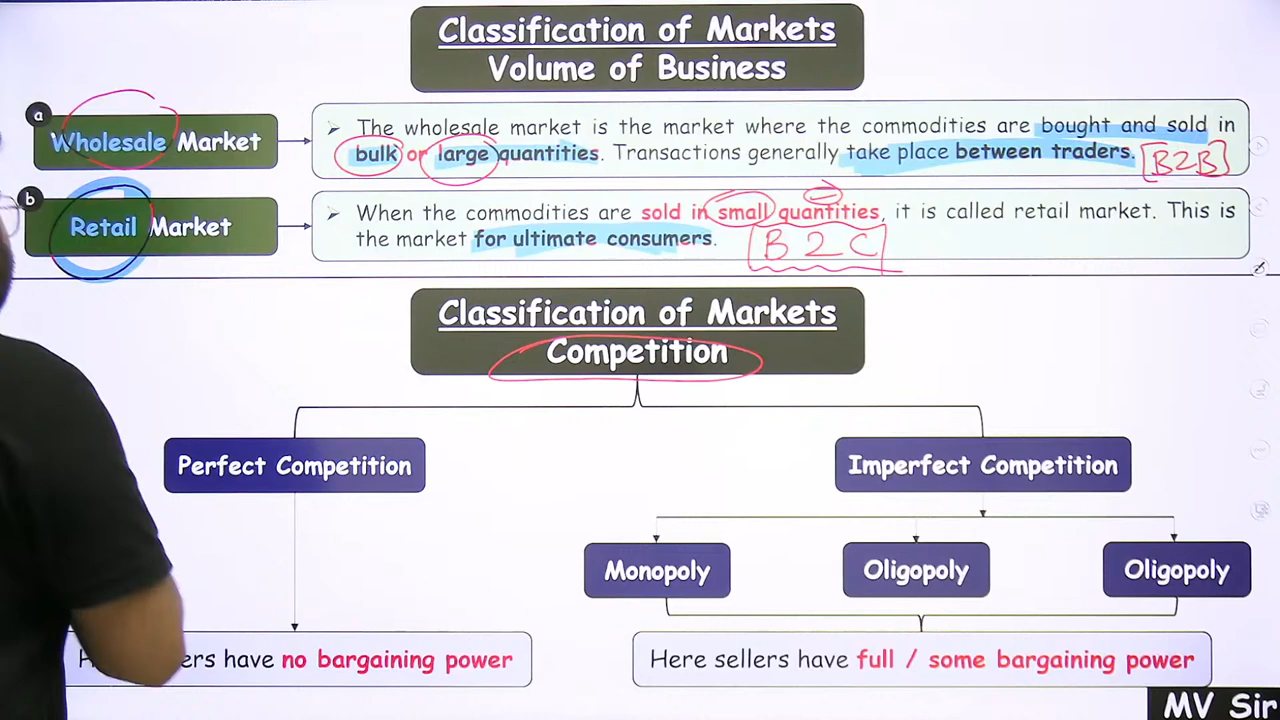 Classification of Markets
Volume of Business
a
Wholesale Market
➤ The wholesale market is the market where the commodities are bought and sold in
bulk or large quantities. Transactions generally take place between traders. [B2B]
b
Retail Market
➤ When the commodities are sold in small quantities, it is called retail market. This is
the market for ultimate consumers. B 2 C
Classification of Markets
Competition
Perfect Competition
Imperfect Competition
Monopoly
Oligopoly
Oligopoly
ers have no bargaining power
Here sellers have full / some bargaining power
MV Sir